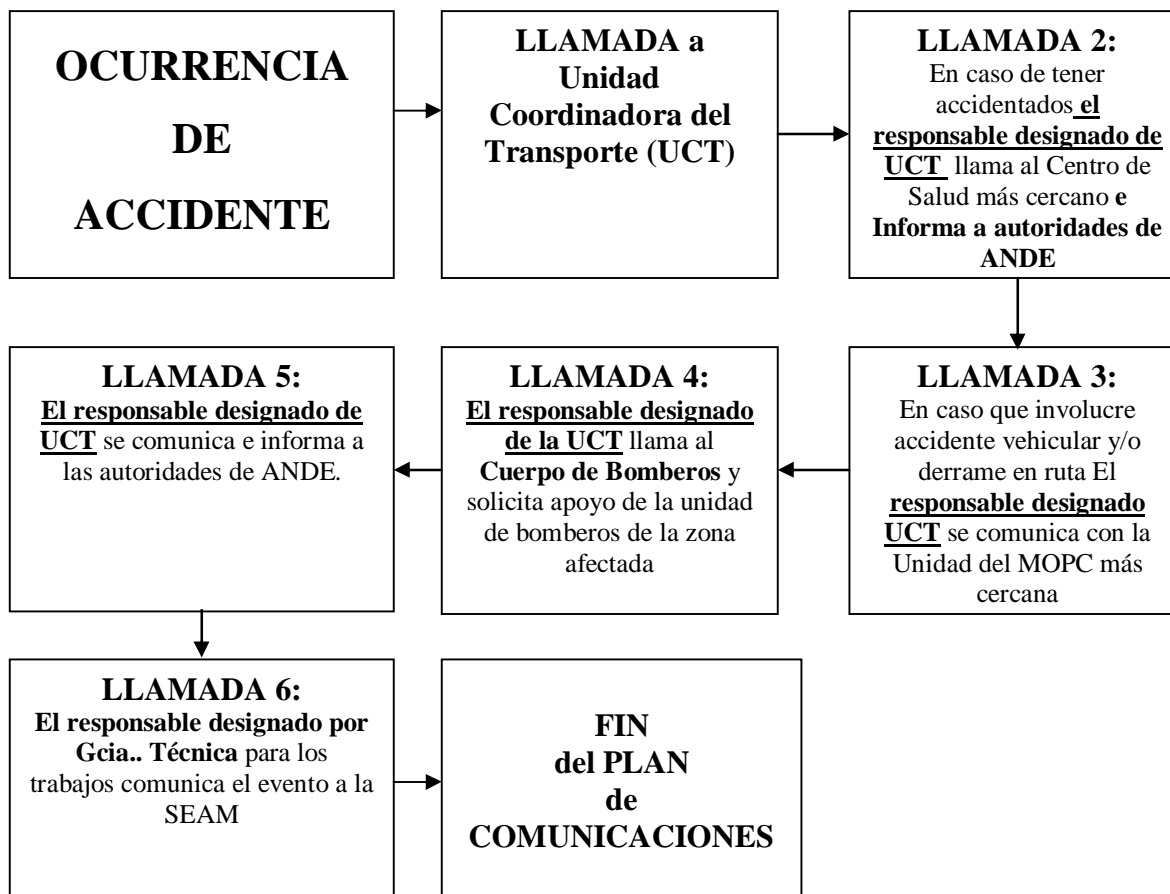 OCURRENCIA
DE
ACCIDENTE
LLAMADA a
Unidad
Coordinadora del
Transporte (UCT)
LLAMADA 2:
En caso de tener
accidentados el
responsable designado de
UCT llama al Centro de
Salud más cercano e
Informa a autoridades de
ANDE
LLAMADA 3:
En caso que involucre
accidente vehicular y/o
derrame en ruta El
responsable designado
UCT se comunica con la
Unidad del MOPC más
cercana
LLAMADA 4:
El responsable designado
de la UCT llama al
Cuerpo de Bomberos y
solicita apoyo de la unidad
de bomberos de la zona
afectada
LLAMADA 5:
El responsable designado de
UCT se comunica e informa a
las autoridades de ANDE.
LLAMADA 6:
El responsable designado por
Gcia.. Técnica para los
trabajos comunica el evento a la
SEAM
FIN
del PLAN
de
COMUNICACIONES